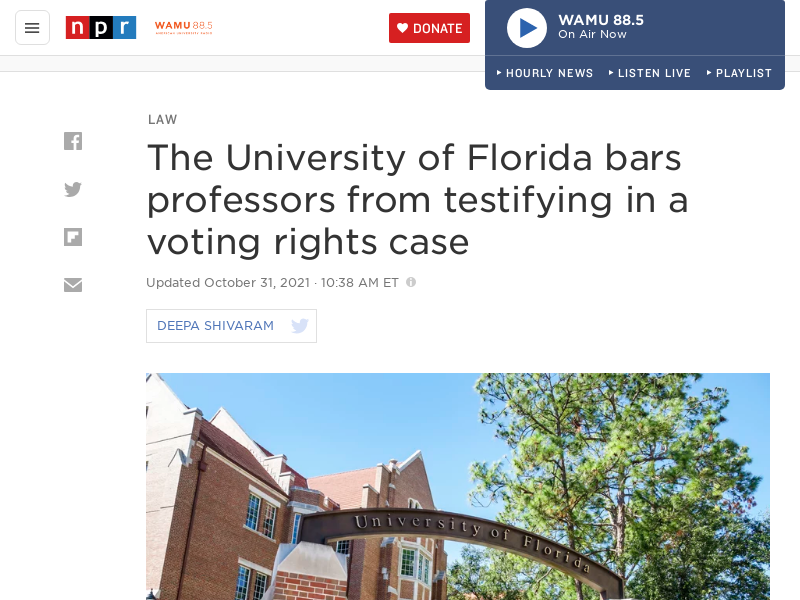 npr
WAMU 88.5
DONATE
WAMU 88.5
On Air Now
HOURLY NEWS
LISTEN LIVE
PLAYLIST
LAW
The University of Florida bars
professors from testifying in a
voting rights case
Updated October 31, 2021 · 10:38 AM ET
DEEPA SHIVARAM
University of Florida